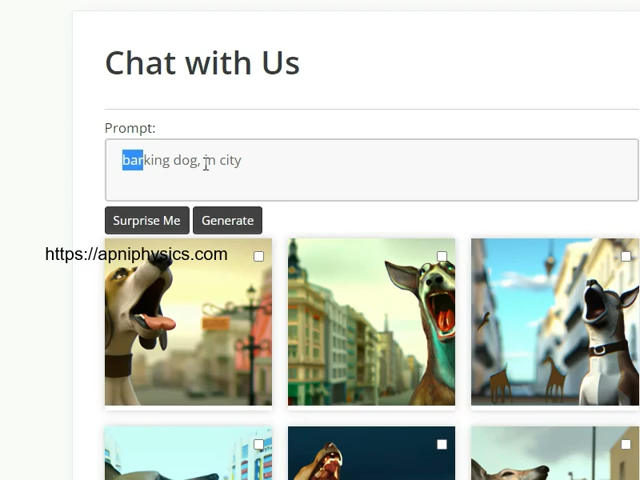 Chat with Us
Prompt:
barking dog, in city
Surprise Me Generate
https://apniphysics.com